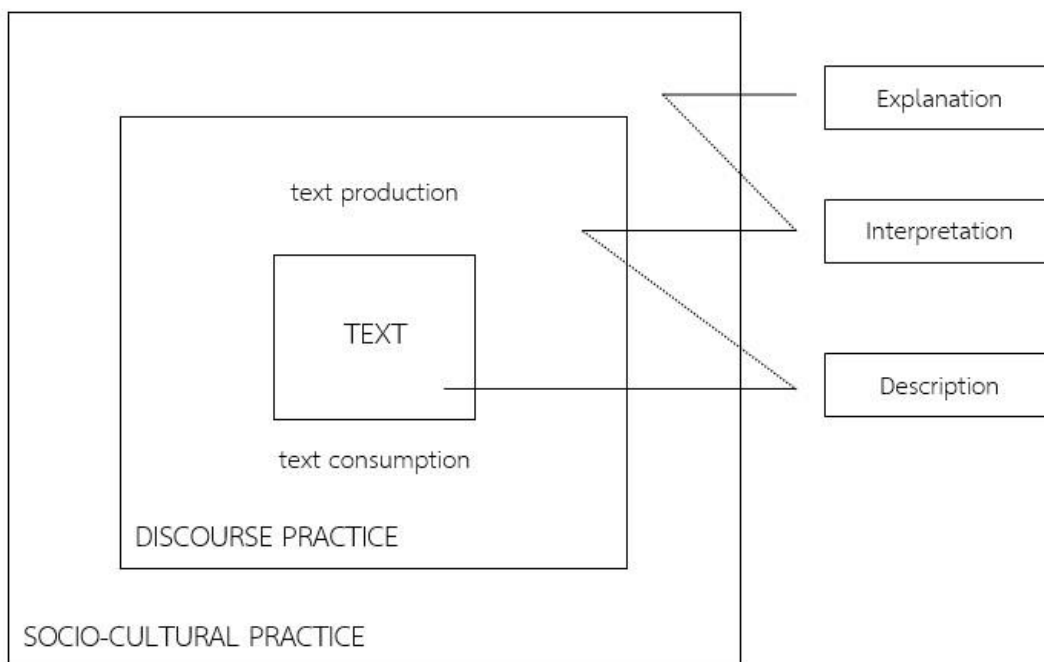 Explanation
text production
Interpretation
TEXT
Description
text consumption
DISCOURSE PRACTICE
SOCIO-CULTURAL PRACTICE